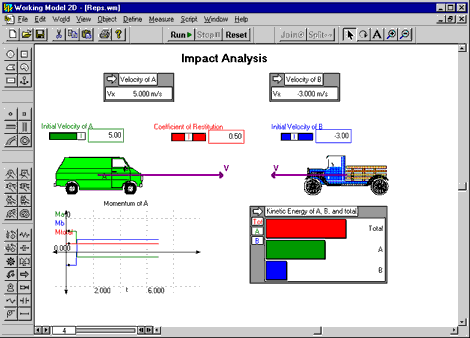 Working Model 2D - [Reps.wm]
File Edit World View Object Define Measure Script Window Help
Run Stop Reset Join Split
Impact Analysis
Velocity of A
Vx 5.000 m/s
Velocity of B
Vx -3.000 m/s
Initial Velocity of A
5.00
Coefficient of Restitution
0.50
Initial Velocity of B
-3.00
V
V
Momentum of A
Mb
Mtotal
0.000
2.000 t 6.000
Kinetic Energy of A, B, and total
Tot
A
B
Total
A
B
4